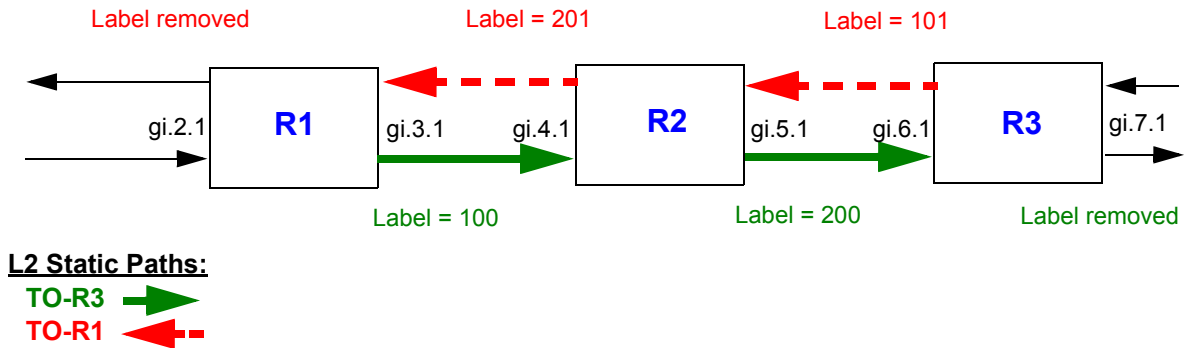 Label removed
Label = 201
Label = 101
gi.2.1
R1
gi.3.1
gi.4.1
R2
gi.5.1
gi.6.1
R3
gi.7.1
Label = 100
Label = 200
Label removed
L2 Static Paths:
TO-R3
TO-R1